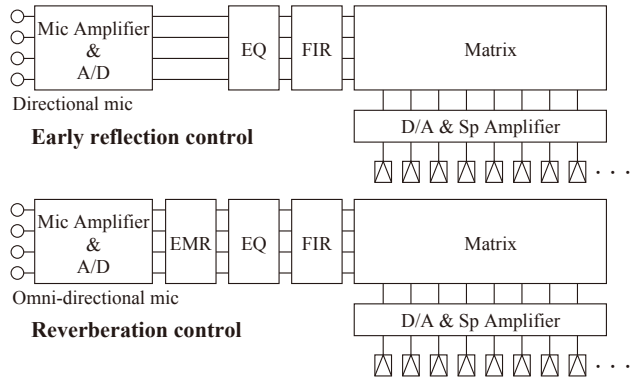 Mic Amplifier
&
A/D
EQ
FIR
Matrix
Directional mic
Early reflection control
D/A & Sp Amplifier
. . .
Mic Amplifier
&
A/D
EMR
EQ
FIR
Matrix
Omni-directional mic
Reverberation control
D/A & Sp Amplifier
. . .